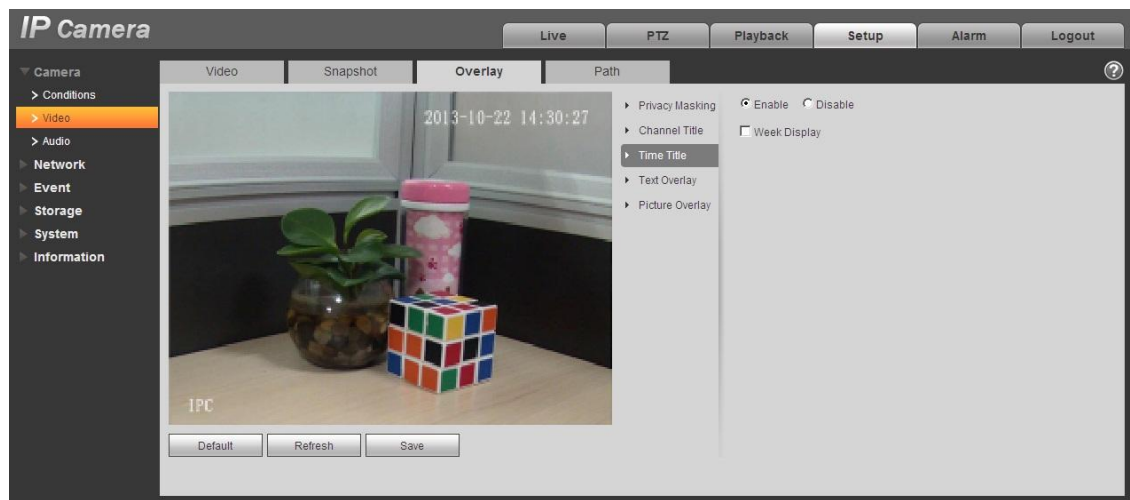 IP Camera
Live
PTZ
Playback
Setup
Alarm
Logout
Camera
Conditions
Video
Audio
Network
Event
Storage
System
Information
Video
Snapshot
Overlay
Path
?
2013-10-22 14:30:27
IPC
Default
Refresh
Save
Privacy Masking
Channel Title
Time Title
Text Overlay
Picture Overlay
Enable Disable
Week Display